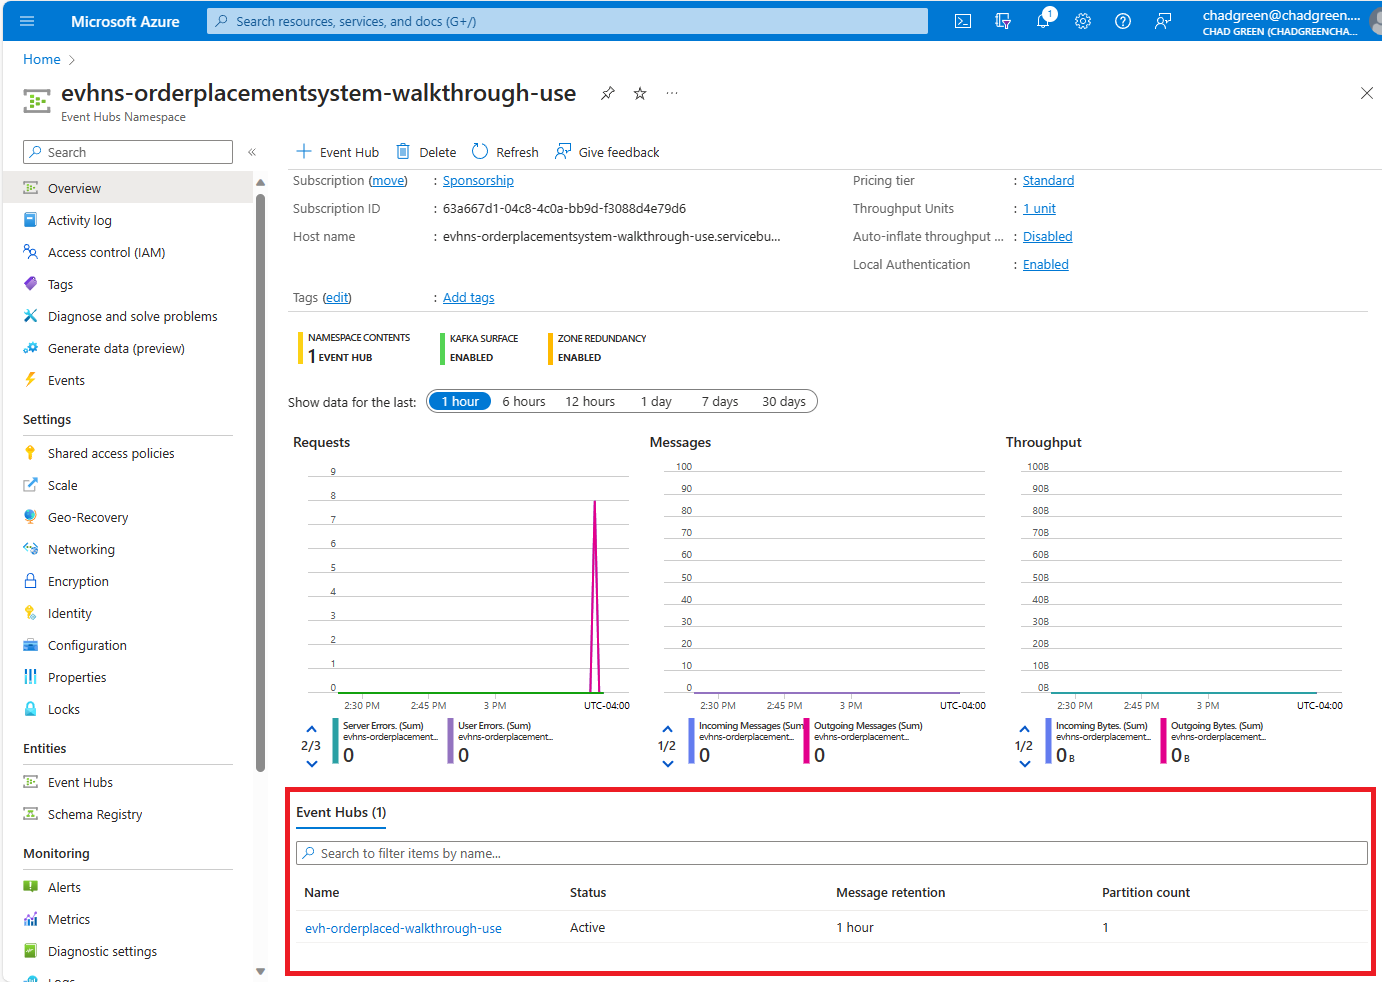 Microsoft Azure
Search resources, services, and docs (G+/)
1
chadgreen@chadgreen....
CHAD GREEN (CHADGREENCHA...
Home
evhns-orderplacementsystem-walkthrough-use
Event Hubs Namespace
Search
Overview
Activity log
Access control (IAM)
Tags
Diagnose and solve problems
Generate data (preview)
Events
Settings
Shared access policies
Scale
Geo-Recovery
Networking
Encryption
Identity
Configuration
Properties
Locks
Entities
Event Hubs
Schema Registry
Monitoring
Alerts
Metrics
Diagnostic settings
Logs
Event Hub Delete Refresh Give feedback
Subscription (move) : Sponsorship
Subscription ID : 63a667d1-04c8-4c0a-bb9d-f3088d4e79d6
Host name : evhns-orderplacementsystem-walkthrough-use.servicebu...
Pricing tier : Standard
Throughput Units : 1 unit
Auto-inflate throughput ... : Disabled
Local Authentication : Enabled
Tags (edit) : Add tags
NAMESPACE CONTENTS
1 EVENT HUB
KAFKA SURFACE
ENABLED
ZONE REDUNDANCY
ENABLED
Show data for the last: 1 hour 6 hours 12 hours 1 day 7 days 30 days
Requests
9
8
7
6
5
4
3
2
1
0
2:30 PM 2:45 PM 3 PM UTC-04:00
2/3
Server Errors. (Sum)
evhns-orderplacement...
0
User Errors. (Sum)
evhns-orderplacement...
0
Messages
100
90
80
70
60
50
40
30
20
10
0
2:30 PM 2:45 PM 3 PM UTC-04:00
1/2
Incoming Messages (Sum)
evhns-orderplacement...
0
Outgoing Messages (Sum)
evhns-orderplacement...
0
Throughput
100B
90B
80B
70B
60B
50B
40B
30B
20B
10B
0B
2:30 PM 2:45 PM 3 PM UTC-04:00
1/2
Incoming Bytes. (Sum)
evhns-orderplacement...
0 B
Outgoing Bytes. (Sum)
evhns-orderplacement...
0 B
Event Hubs (1)
Search to filter items by name...
Name Status Message retention Partition count
evh-orderplaced-walkthrough-use Active 1 hour 1